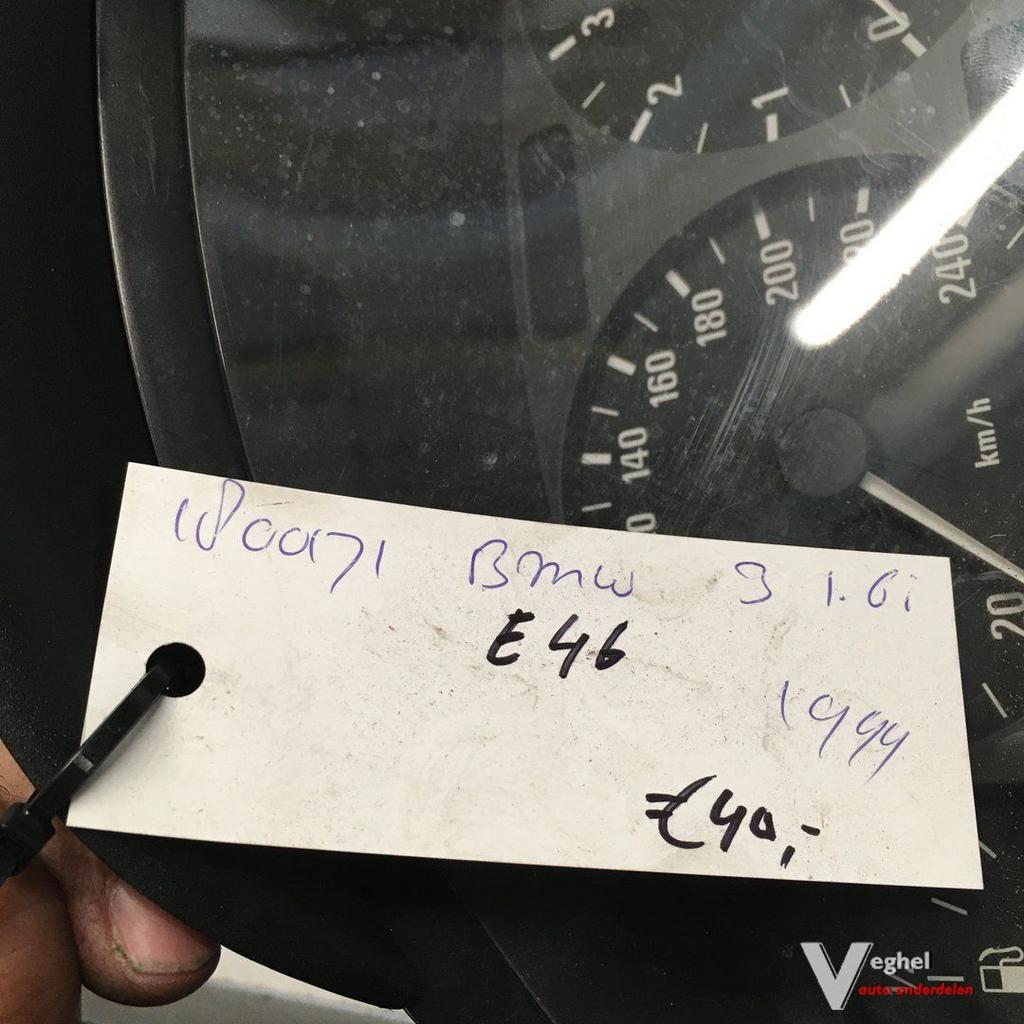 3
2
1
0
200
240
180
160
140
km/h
BMW 3 1.6i
E46
1999
€40,-
20
Veghel
auto-onderdelen